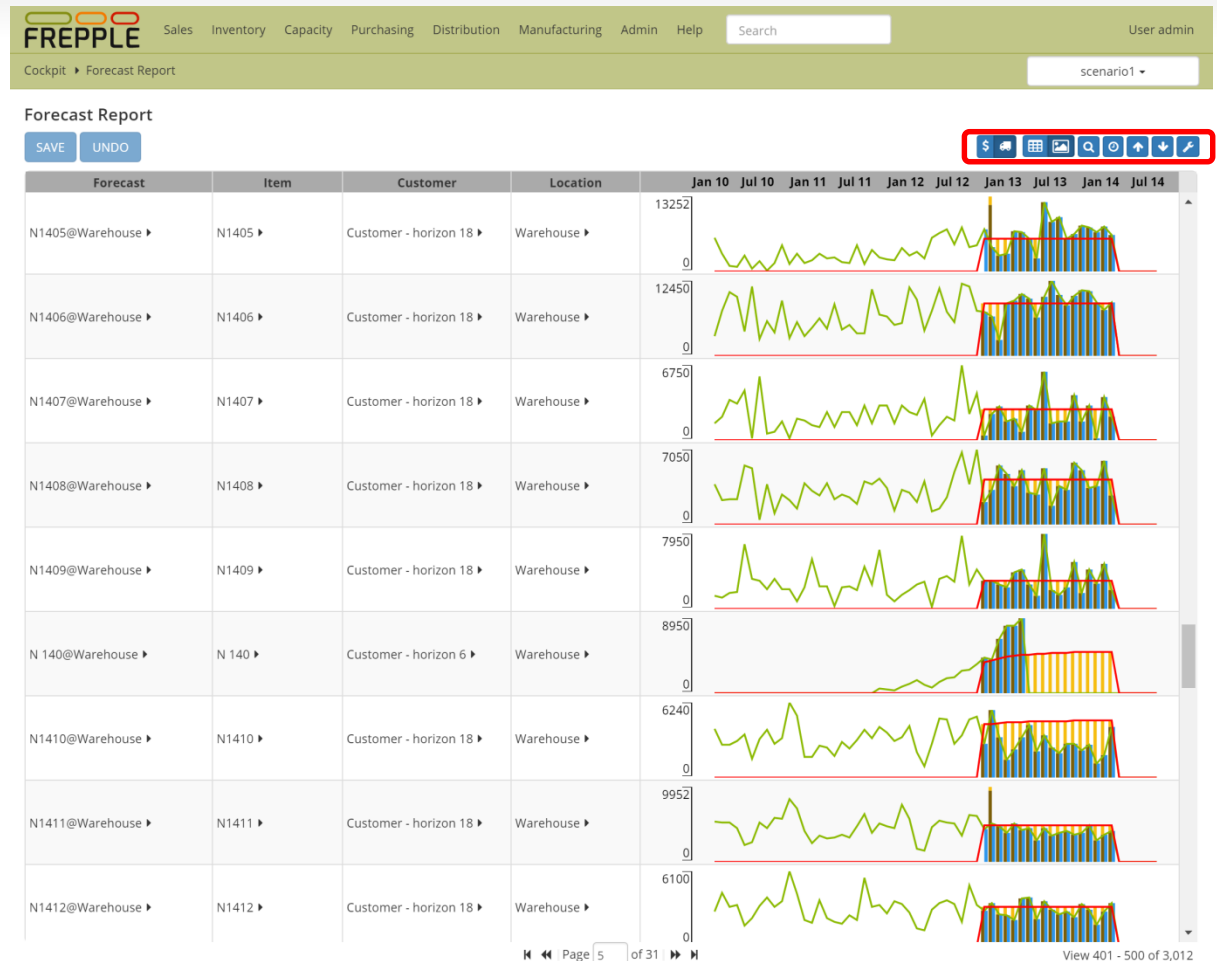 FREPPLE Sales Inventory Capacity Purchasing Distribution Manufacturing Admin Help Search User admin
Cockpit Forecast Report scenario1
Forecast Report
SAVE UNDO $
Forecast Item Customer Location Jan 10 Jul 10 Jan 11 Jul 11 Jan 12 Jul 12 Jan 13 Jul 13 Jan 14 Jul 14
13252
N1405@Warehouse N1405 Customer - horizon 18 Warehouse
0
12450
N1406@Warehouse N1406 Customer - horizon 18 Warehouse
0
6750
N1407@Warehouse N1407 Customer - horizon 18 Warehouse
0
7050
N1408@Warehouse N1408 Customer - horizon 18 Warehouse
0
7950
N1409@Warehouse N1409 Customer - horizon 18 Warehouse
0
8950
N 140@Warehouse N 140 Customer - horizon 6 Warehouse
0
6240
N1410@Warehouse N1410 Customer - horizon 18 Warehouse
0
9952
N1411@Warehouse N1411 Customer - horizon 18 Warehouse
0
6100
N1412@Warehouse N1412 Customer - horizon 18 Warehouse
0
Page 5 of 31 View 401 - 500 of 3,012